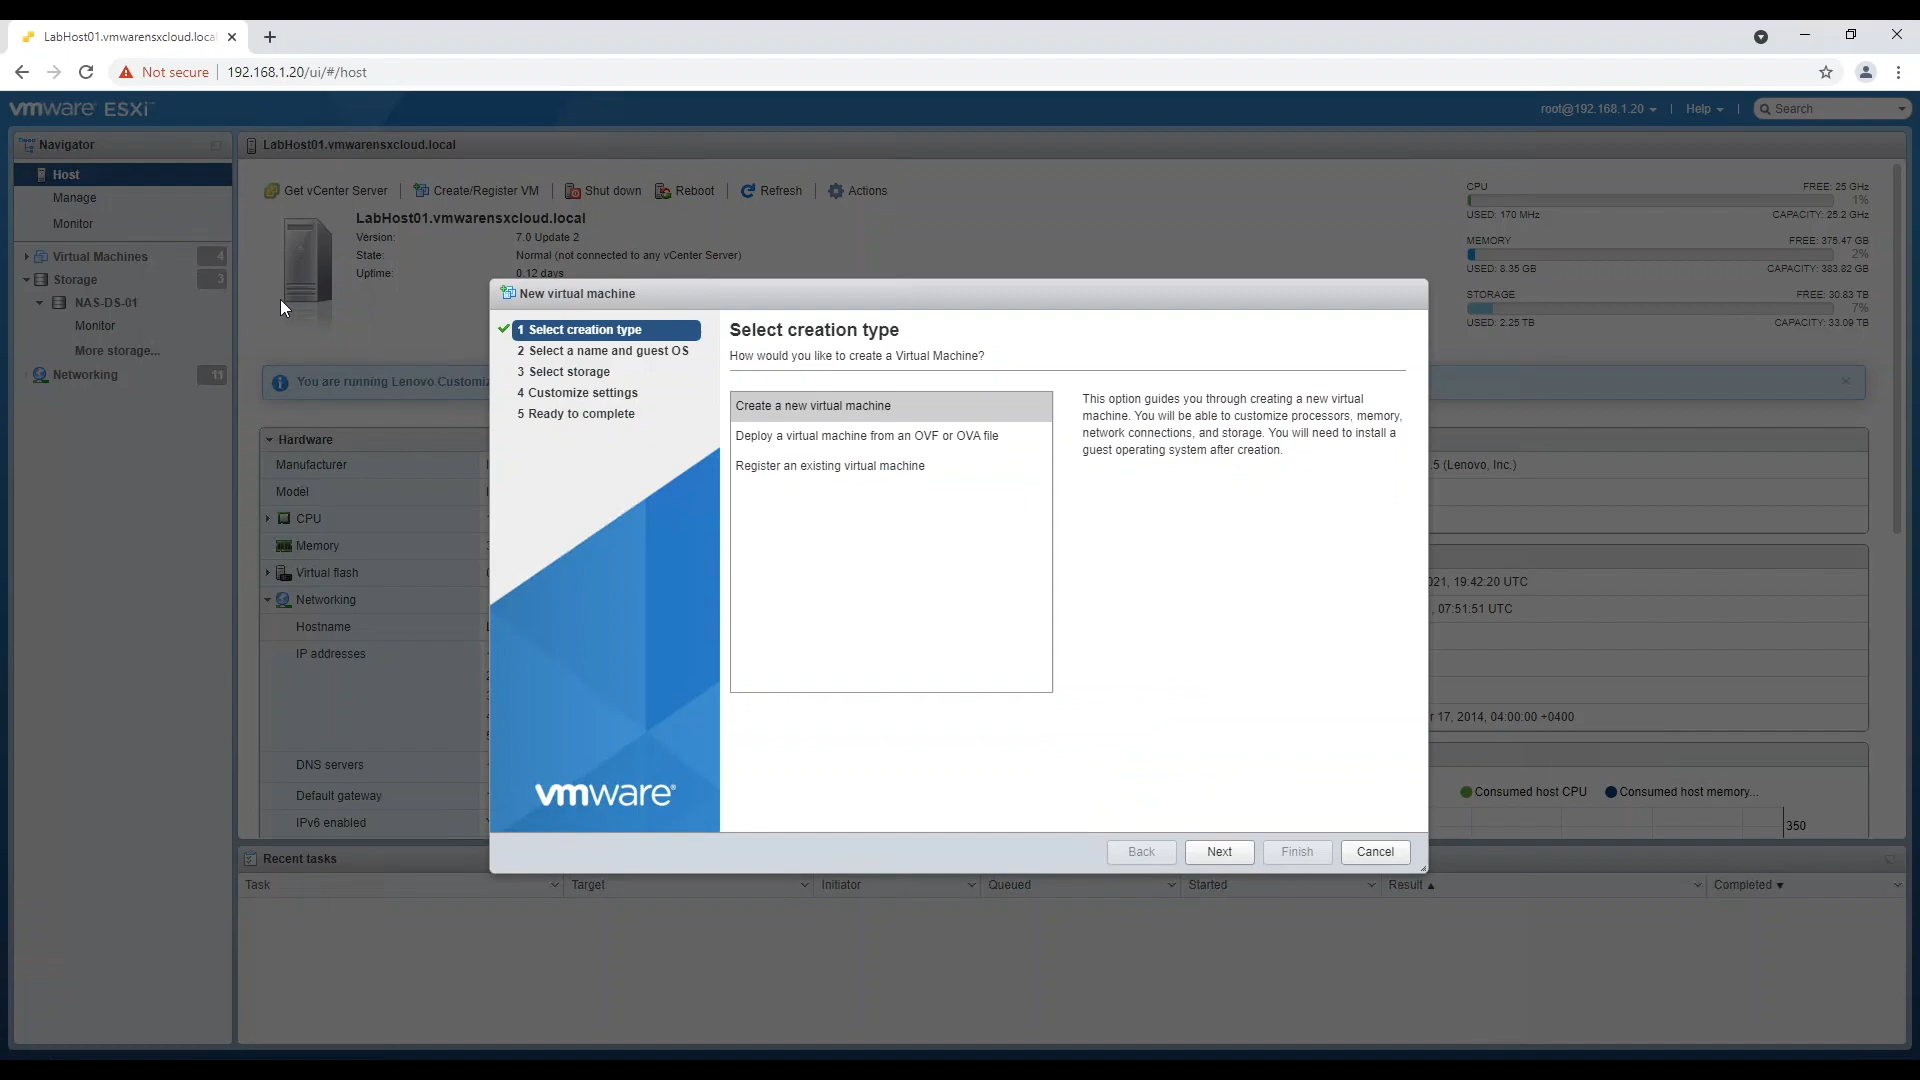 LabHost01.vmwarensxcloud.loca
Not secure
192.168.1.20/ui/#/host
vmware ESXi
root@192.168.1.20
Help
Search
Navigator
Host
Manage
Monitor
Virtual Machines 4
Storage 3
NAS-DS-01
Monitor
More storage...
Networking 11
LabHost01.vmwarensxcloud.local
Get vCenter Server
Create/Register VM
Shut down
Reboot
Refresh
Actions
LabHost01.vmwarensxcloud.local
Version: 7.0 Update 2
State: Normal (not connected to any vCenter Server)
Uptime: 0.12 days
CPU FREE: 25 GHz
1%
USED: 170 MHz CAPACITY: 25.2 GHz
MEMORY FREE: 375.47 GB
2%
USED: 8.35 GB CAPACITY: 383.82 GB
STORAGE FREE: 30.83 TB
7%
USED: 2.25 TB CAPACITY: 33.09 TB
You are running Lenovo Customiz
Hardware
Manufacturer
Model
CPU
Memory
Virtual flash
Networking
Hostname
IP addresses
DNS servers
Default gateway
IPv6 enabled
New virtual machine
1 Select creation type
2 Select a name and guest OS
3 Select storage
4 Customize settings
5 Ready to complete
vmware
Select creation type
How would you like to create a Virtual Machine?
Create a new virtual machine
Deploy a virtual machine from an OVF or OVA file
Register an existing virtual machine
This option guides you through creating a new virtual
machine. You will be able to customize processors, memory,
network connections, and storage. You will need to install a
guest operating system after creation.
Back
Next
Finish
Cancel
.5 (Lenovo, Inc.)
021, 19:42:20 UTC
, 07:51:51 UTC
r 17, 2014, 04:00:00 +0400
Consumed host CPU
Consumed host memory...
350
Recent tasks
Task
Target
Initiator
Queued
Started
Result
Completed